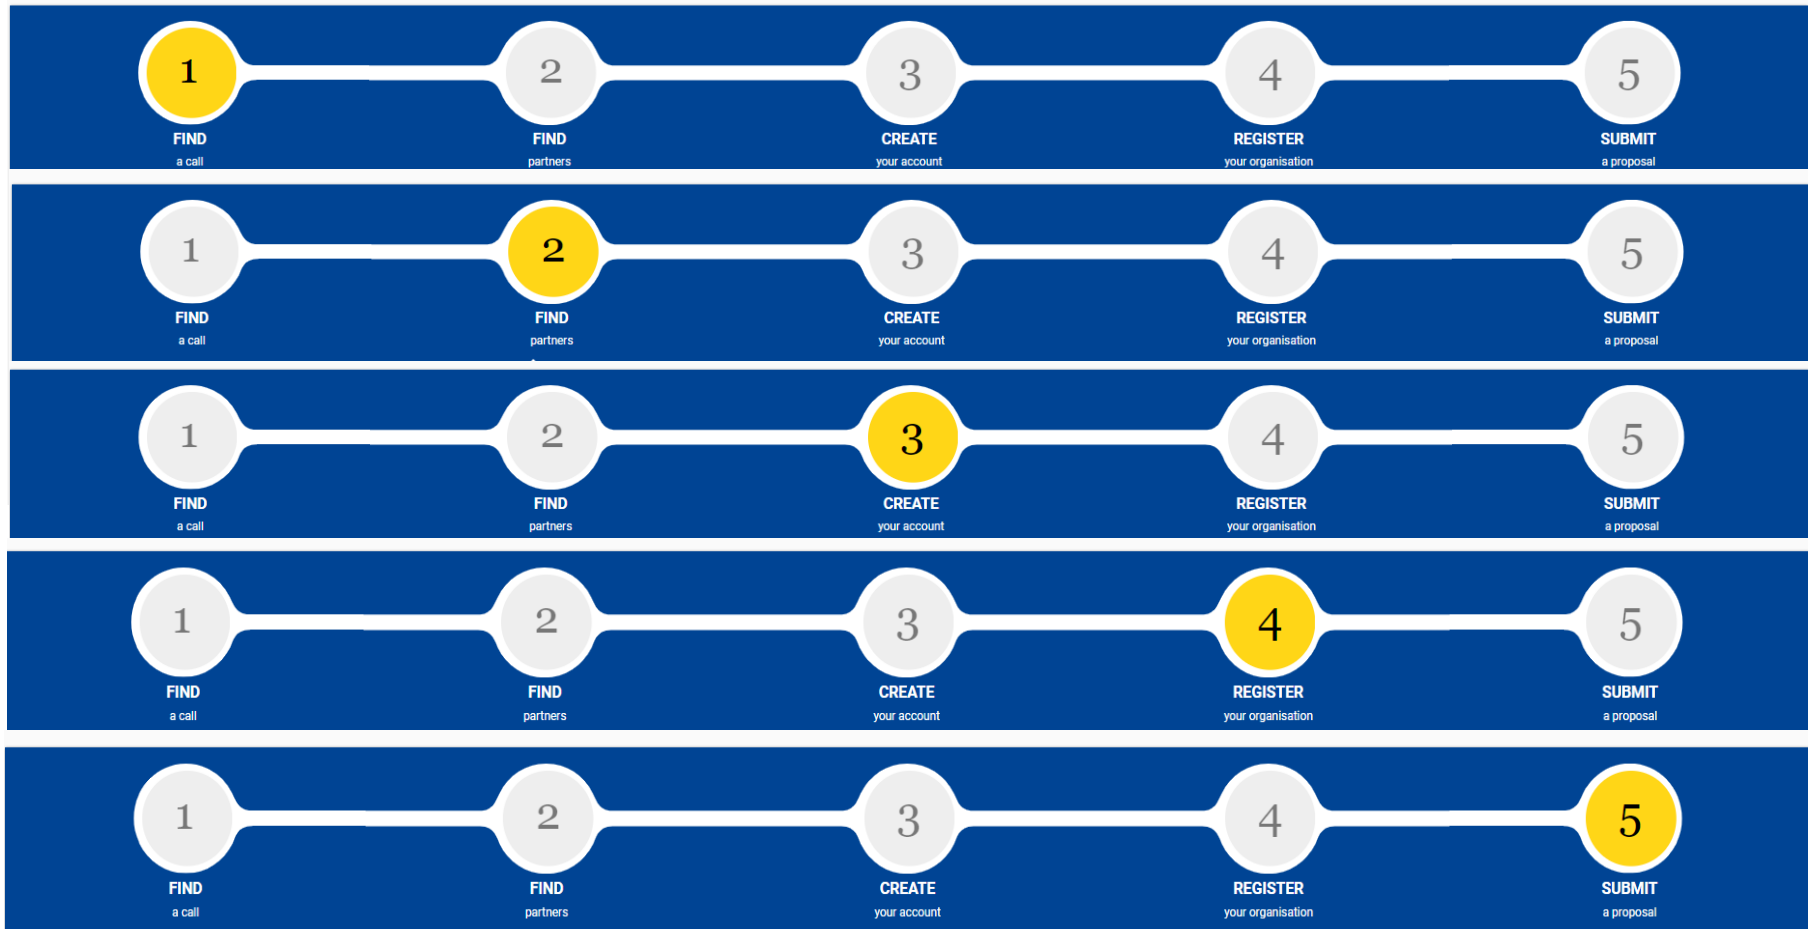 1 2 3 4 5
FIND FIND CREATE REGISTER SUBMIT
a call partners your account your organisation a proposal
1 2 3 4 5
FIND FIND CREATE REGISTER SUBMIT
a call partners your account your organisation a proposal
1 2 3 4 5
FIND FIND CREATE REGISTER SUBMIT
a call partners your account your organisation a proposal
1 2 3 4 5
FIND FIND CREATE REGISTER SUBMIT
a call partners your account your organisation a proposal
1 2 3 4 5
FIND FIND CREATE REGISTER SUBMIT
a call partners your account your organisation a proposal